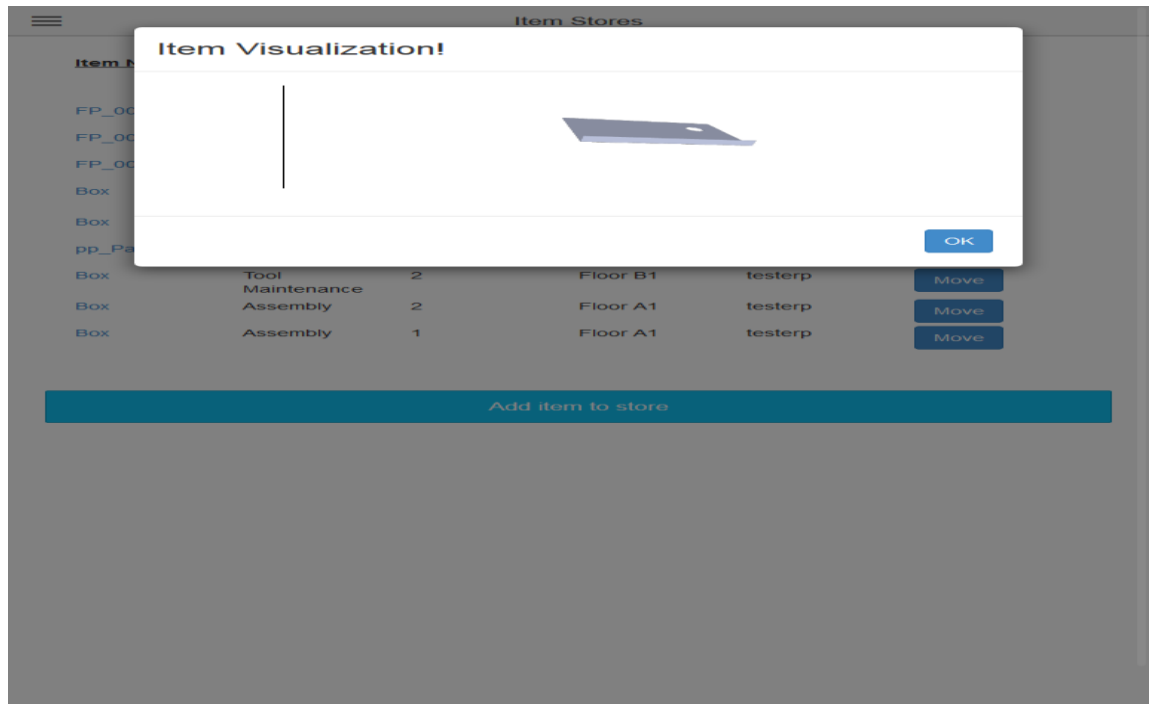 Item Stores
Item Visualization!
Item
FP_00
FP_00
FP_00
Box
Box
pp_Pa
OK
Box Tool Maintenance 2 Floor B1 testerp Move
Box Assembly 2 Floor A1 testerp Move
Box Assembly 1 Floor A1 testerp Move
Add item to store